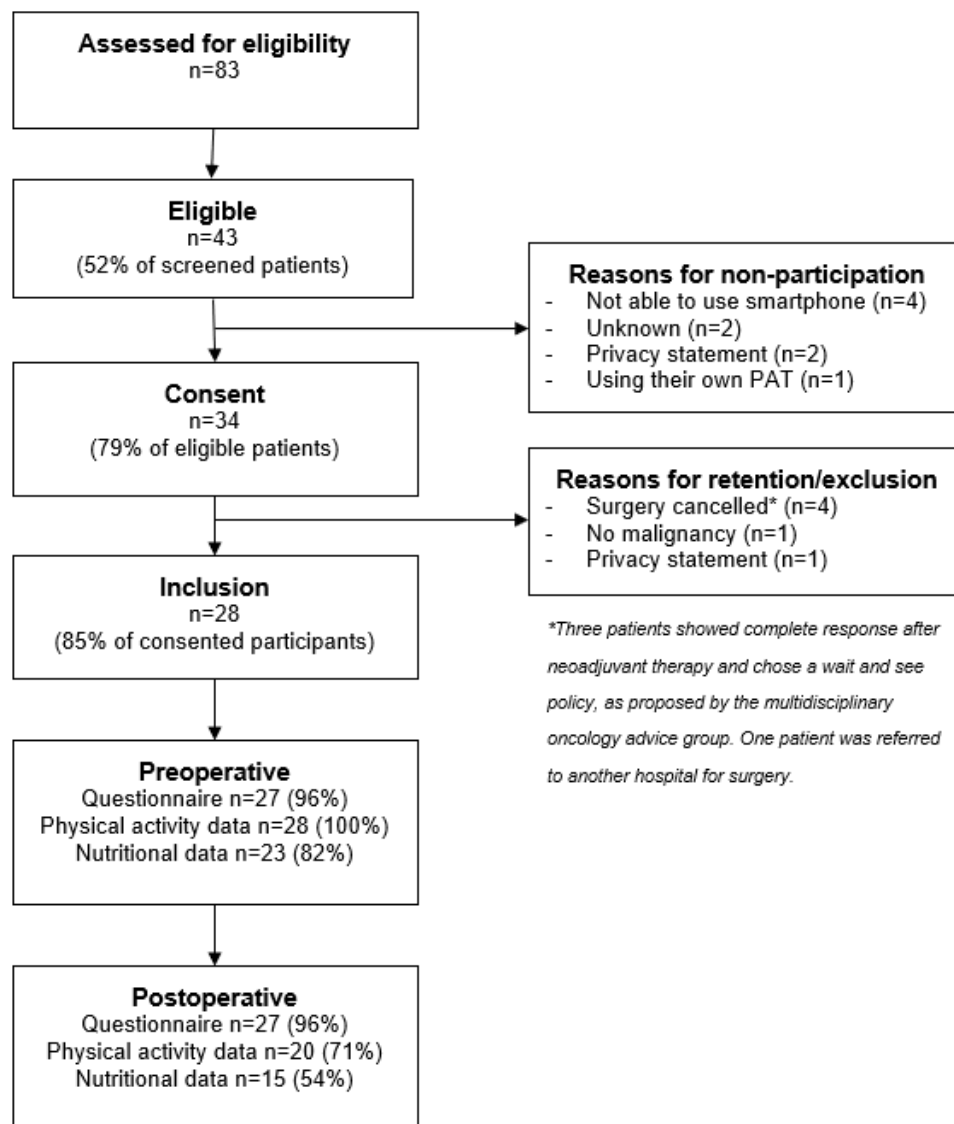 Assessed for eligibility
n=83
Eligible
n=43
(52% of screened patients)
Reasons for non-participation
- Not able to use smartphone (n=4)
- Unknown (n=2)
- Privacy statement (n=2)
- Using their own PAT (n=1)
Consent
n=34
(79% of eligible patients)
Reasons for retention/exclusion
- Surgery cancelled* (n=4)
- No malignancy (n=1)
- Privacy statement (n=1)
Inclusion
n=28
(85% of consented participants)
*Three patients showed complete response after
neoadjuvant therapy and chose a wait and see
policy, as proposed by the multidisciplinary
oncology advice group. One patient was referred
to another hospital for surgery.
Preoperative
Questionnaire n=27 (96%)
Physical activity data n=28 (100%)
Nutritional data n=23 (82%)
Postoperative
Questionnaire n=27 (96%)
Physical activity data n=20 (71%)
Nutritional data n=15 (54%)